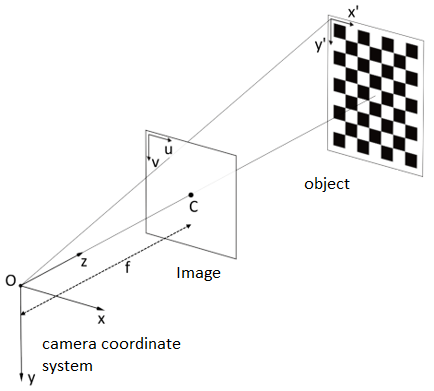 x'
y'
u
v
object
C
O
z
f
Image
x
camera coordinate
system
y